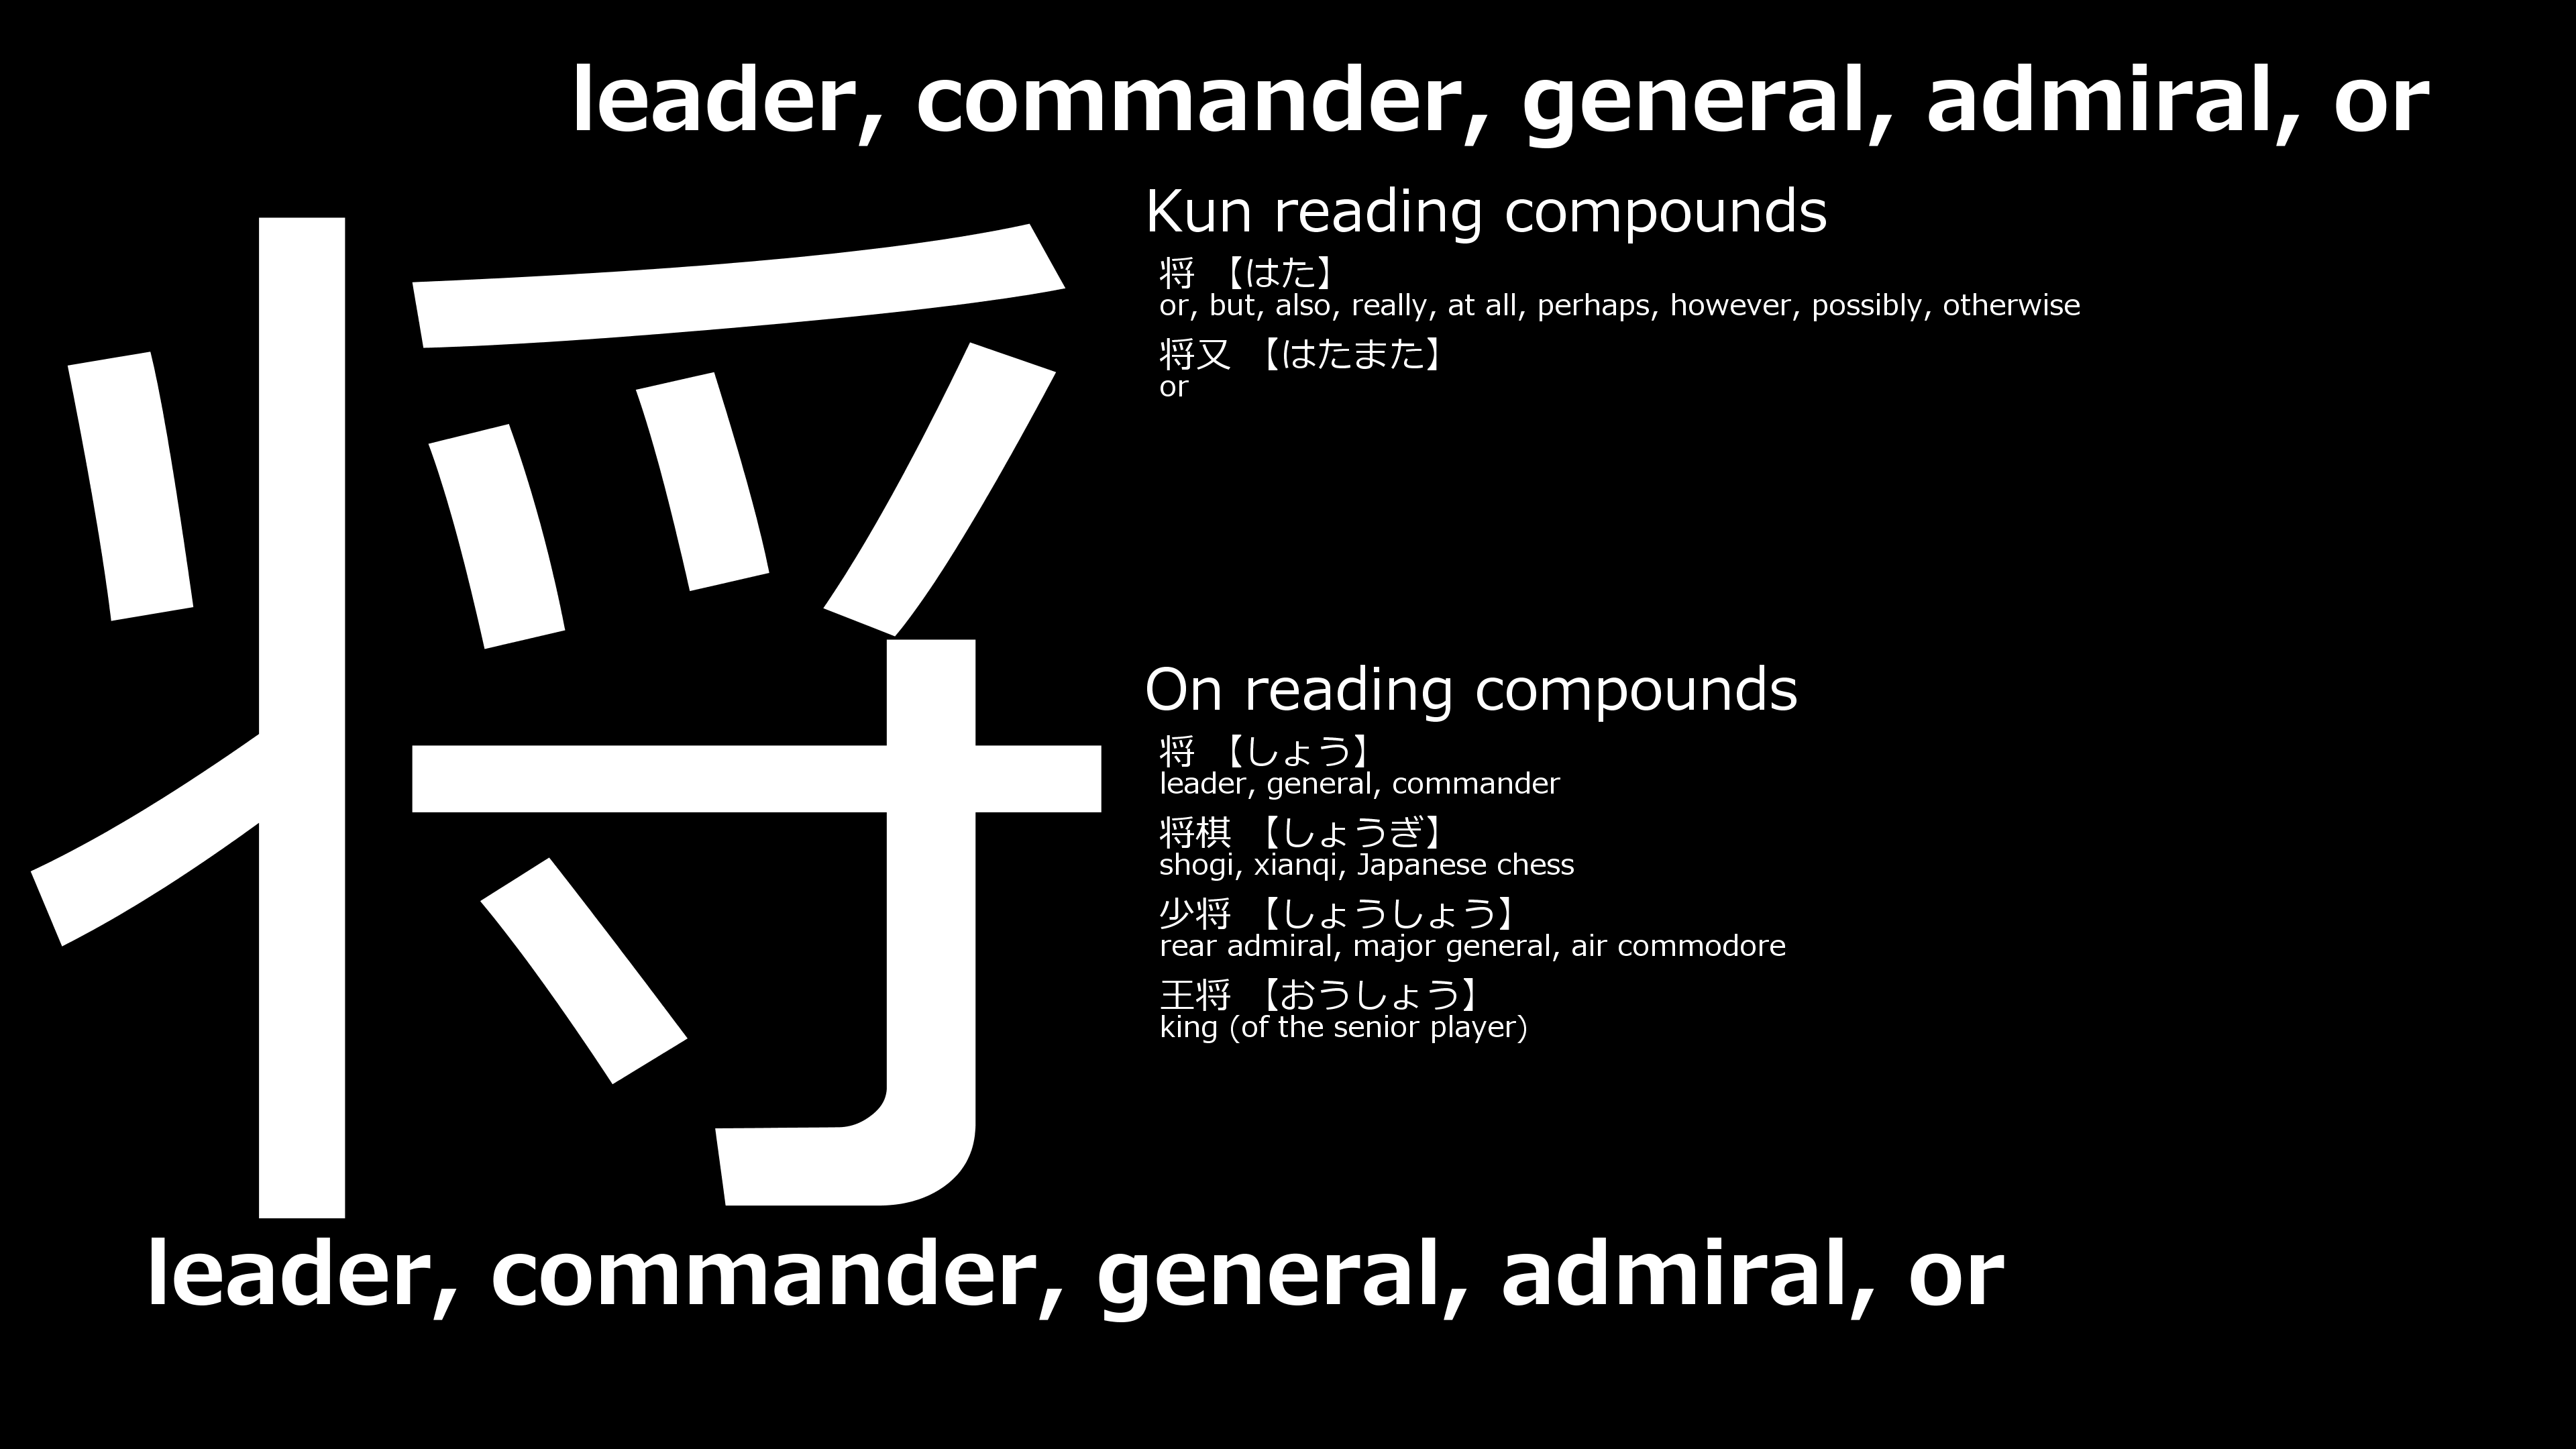 leader, commander, general, admiral, or
将
Kun reading compounds
将 【はた】
or, but, also, really, at all, perhaps, however, possibly, otherwise
将又 【はたまた】
or
On reading compounds
将 【しょう】
leader, general, commander
将棋 【しょうぎ】
shogi, xianqi, Japanese chess
少将 【しょうしょう】
rear admiral, major general, air commodore
王将 【おうしょう】
king (of the senior player)
leader, commander, general, admiral, or